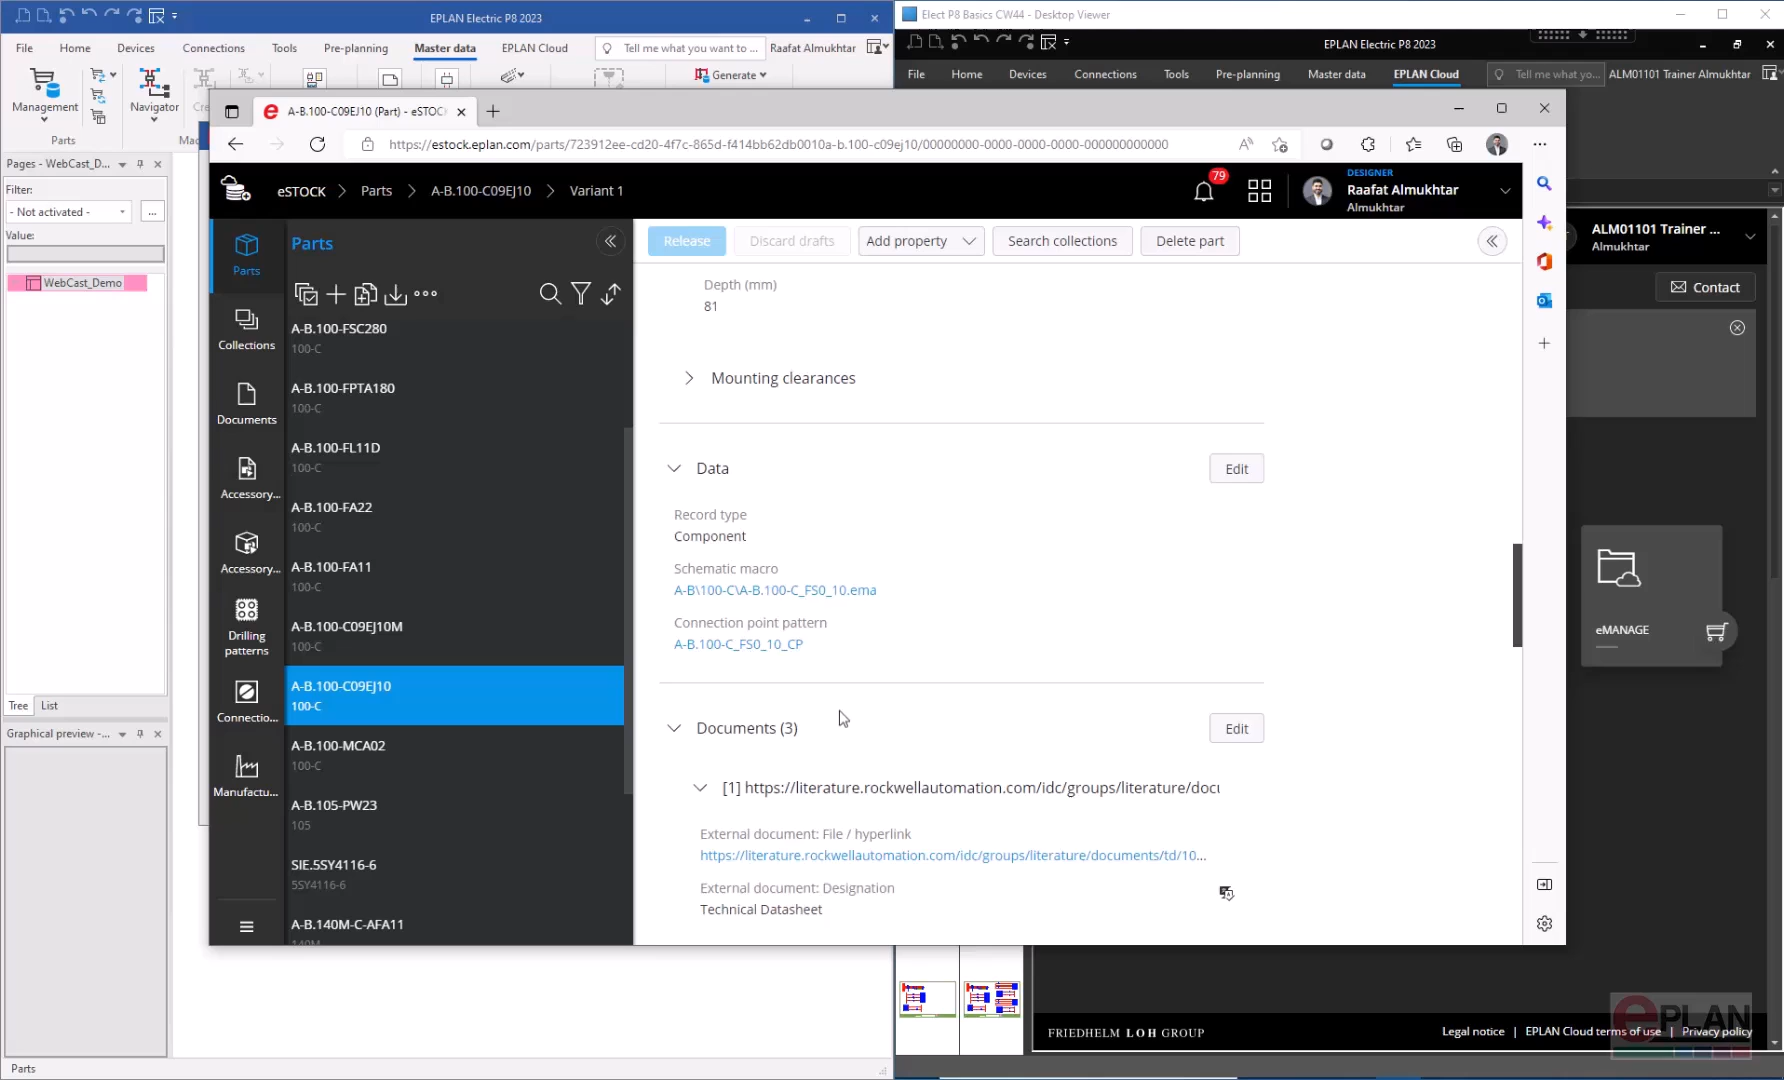 EPLAN Electric P8 2023
File
Home
Devices
Connections
Tools
Pre-planning
Master data
EPLAN Cloud
Tell me what you want to ...
Raafat Almukhtar
Management
Navigator
Generate
Parts
Pages - WebCast_D...
Filter:
- Not activated -
...
Value:
WebCast_Demo
Tree
List
Graphical preview -...
Parts
Elect P8 Basics CW44 - Desktop Viewer
EPLAN Electric P8 2023
File
Home
Devices
Connections
Tools
Pre-planning
Master data
EPLAN Cloud
Tell me what yo...
ALM01101 Trainer Almukhtar
A-B.100-C09EJ10 (Part) - eSTOC
https://estock.eplan.com/parts/723912ee-cd20-4f7c-865d-f414bb62db0010a-b.100-c09ej10/00000000-0000-0000-0000-000000000000
eSTOCK
Parts
A-B.100-C09EJ10
Variant 1
79
DESIGNER
Raafat Almukhtar
Almukhtar
Parts
Collections
Documents
Accessory...
Accessory...
Drilling
patterns
Connectio...
Manufactu...
Parts
A-B.100-FSC280
100-C
A-B.100-FPTA180
100-C
A-B.100-FL11D
100-C
A-B.100-FA22
100-C
A-B.100-FA11
100-C
A-B.100-C09EJ10M
100-C
A-B.100-C09EJ10
100-C
A-B.100-MCA02
100-C
A-B.105-PW23
105
SIE.5SY4116-6
5SY4116-6
A-B.140M-C-AFA11
140M
Release
Discard drafts
Add property
Search collections
Delete part
Depth (mm)
81
Mounting clearances
Data
Edit
Record type
Component
Schematic macro
A-B\100-C\A-B.100-C_FS0_10.ema
Connection point pattern
A-B.100-C_FS0_10_CP
Documents (3)
Edit
[1] https://literature.rockwellautomation.com/idc/groups/literature/docu
External document: File / hyperlink
https://literature.rockwellautomation.com/idc/groups/literature/documents/td/10...
External document: Designation
Technical Datasheet
ALM01101 Trainer ...
Almukhtar
Contact
eMANAGE
FRIEDHELM LOH GROUP
Legal notice | EPLAN Cloud terms of use | Privacy policy
ePLAN